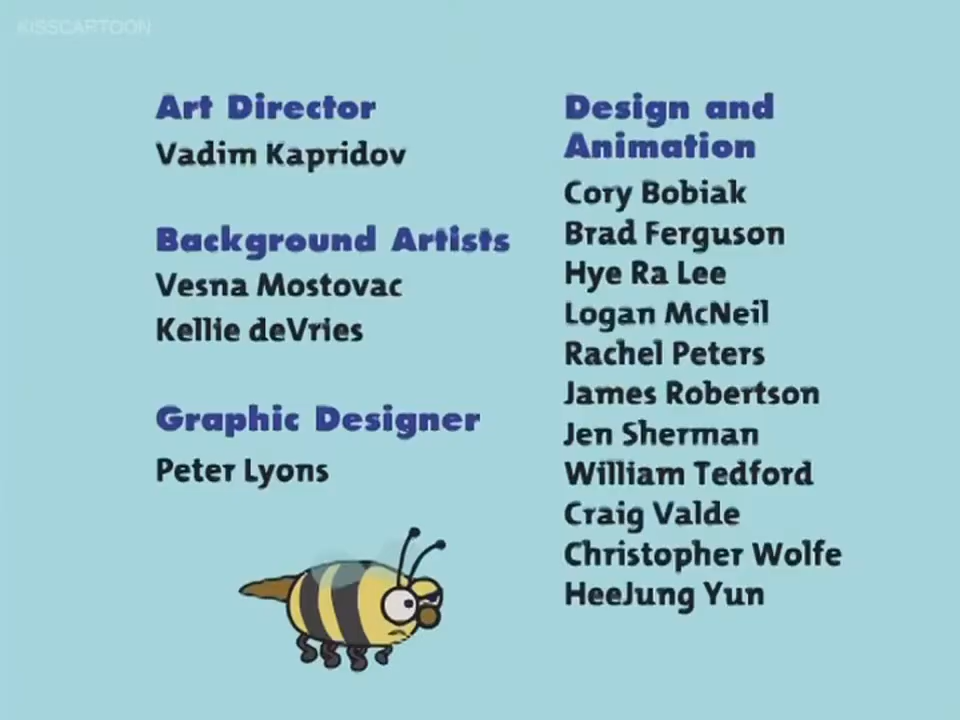 KISSCARTOON
Art Director
Vadim Kapridov
Background Artists
Vesna Mostovac
Kellie deVries
Graphic Designer
Peter Lyons
Design and
Animation
Cory Bobiak
Brad Ferguson
Hye Ra Lee
Logan McNeil
Rachel Peters
James Robertson
Jen Sherman
William Tedford
Craig Valde
Christopher Wolfe
HeeJung Yun